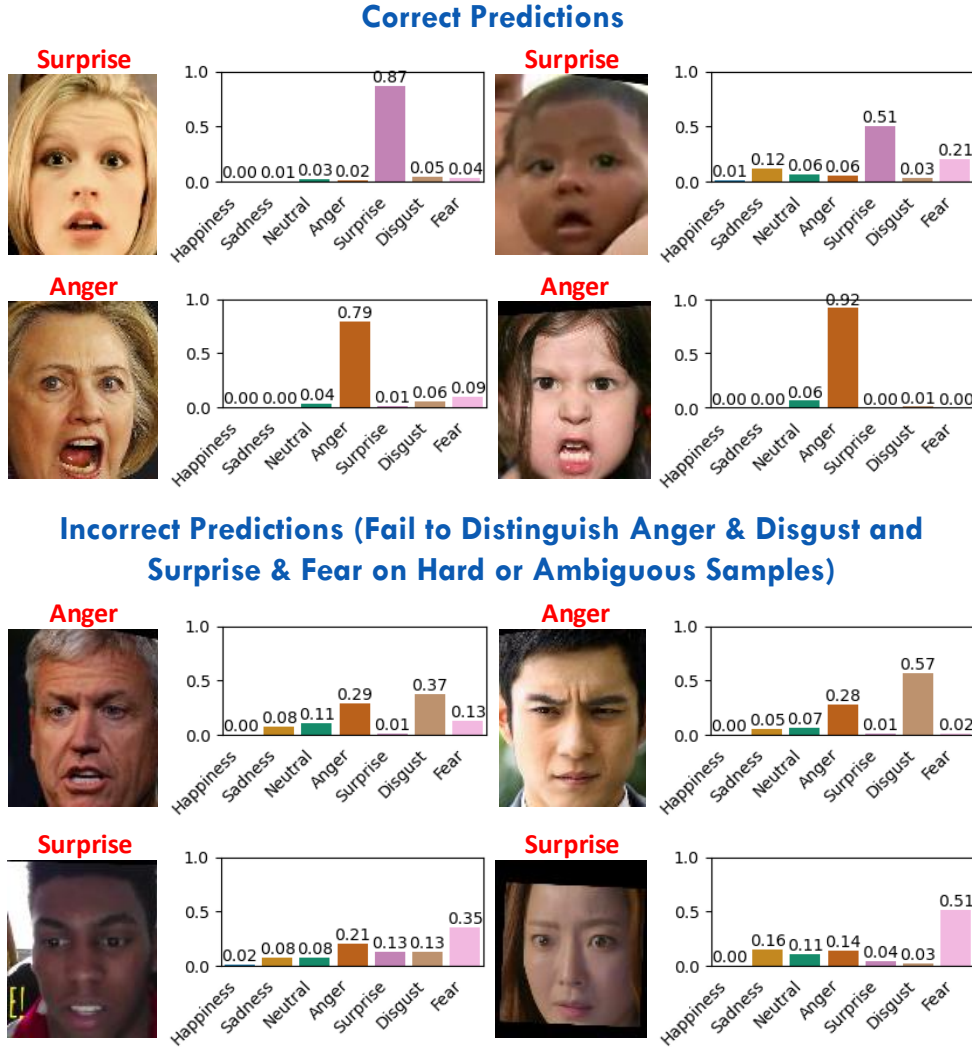 Correct Predictions
Surprise
1.0
0.5
0.0
0.00 0.01 0.03 0.02 0.87 0.05 0.04
Happiness Sadness Neutral Anger Surprise Disgust Fear
Surprise
1.0
0.5
0.0
0.01 0.12 0.06 0.06 0.51 0.03 0.21
Happiness Sadness Neutral Anger Surprise Disgust Fear
Anger
1.0
0.5
0.0
0.00 0.00 0.04 0.79 0.01 0.06 0.09
Happiness Sadness Neutral Anger Surprise Disgust Fear
Anger
1.0
0.5
0.0
0.00 0.00 0.06 0.92 0.00 0.01 0.00
Happiness Sadness Neutral Anger Surprise Disgust Fear
Incorrect Predictions (Fail to Distinguish Anger & Disgust and
Surprise & Fear on Hard or Ambiguous Samples)
Anger
1.0
0.5
0.0
0.00 0.08 0.11 0.29 0.01 0.37 0.13
Happiness Sadness Neutral Anger Surprise Disgust Fear
Anger
1.0
0.5
0.0
0.00 0.05 0.07 0.28 0.01 0.57 0.02
Happiness Sadness Neutral Anger Surprise Disgust Fear
Surprise
E!
1.0
0.5
0.0
0.02 0.08 0.08 0.21 0.13 0.13 0.35
Happiness Sadness Neutral Anger Surprise Disgust Fear
Surprise
1.0
0.5
0.0
0.00 0.16 0.11 0.14 0.04 0.03 0.51
Happiness Sadness Neutral Anger Surprise Disgust Fear